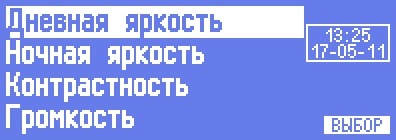 Дневная яркость
Ночная яркость
Контрастность
Громкость
13:25
17-05-11
ВЫБОР